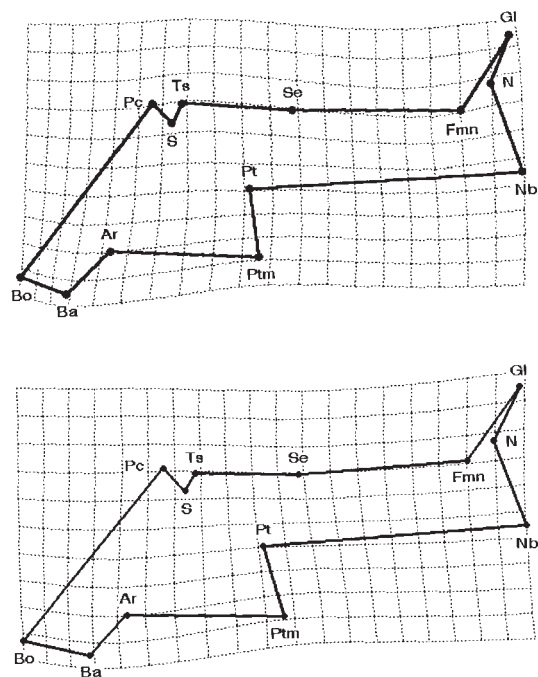 Gl
Ts Se
Pc N
S Fmn
Pt
Nb
Ar
Ptm
Bo
Ba
Gl
N
Ts Se
Pc Fmn
S
Pt
Nb
Ar
Ptm
Bo
Ba